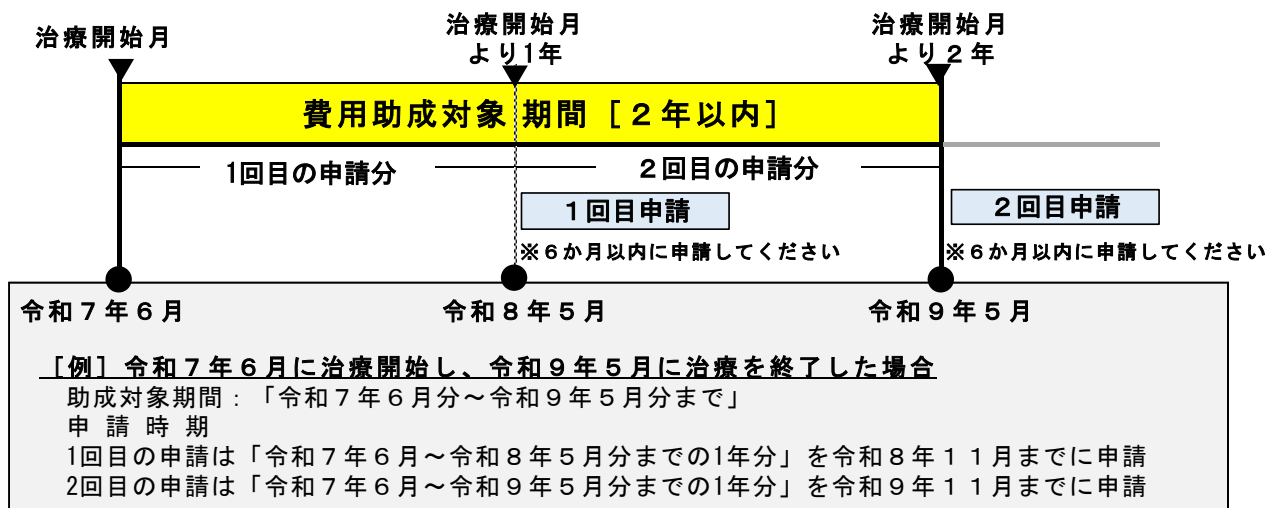 治療開始月
治療開始月
より1年
治療開始月
より２年
費用助成対象 期間［２年以内］
1回目の申請分
２回目の申請分
１回目申請
２回目申請
※６か月以内に申請してください
※６か月以内に申請してください
令和７年６月
令和８年５月
令和９年５月
［例］令和７年６月に治療開始し、令和９年５月に治療を終了した場合
助成対象期間：「令和７年６月分～令和９年５月分まで」
申 請 時 期
1回目の申請は「令和７年６月～令和８年５月分までの1年分」を令和８年１１月までに申請
2回目の申請は「令和７年６月～令和９年５月分までの1年分」を令和９年１１月までに申請